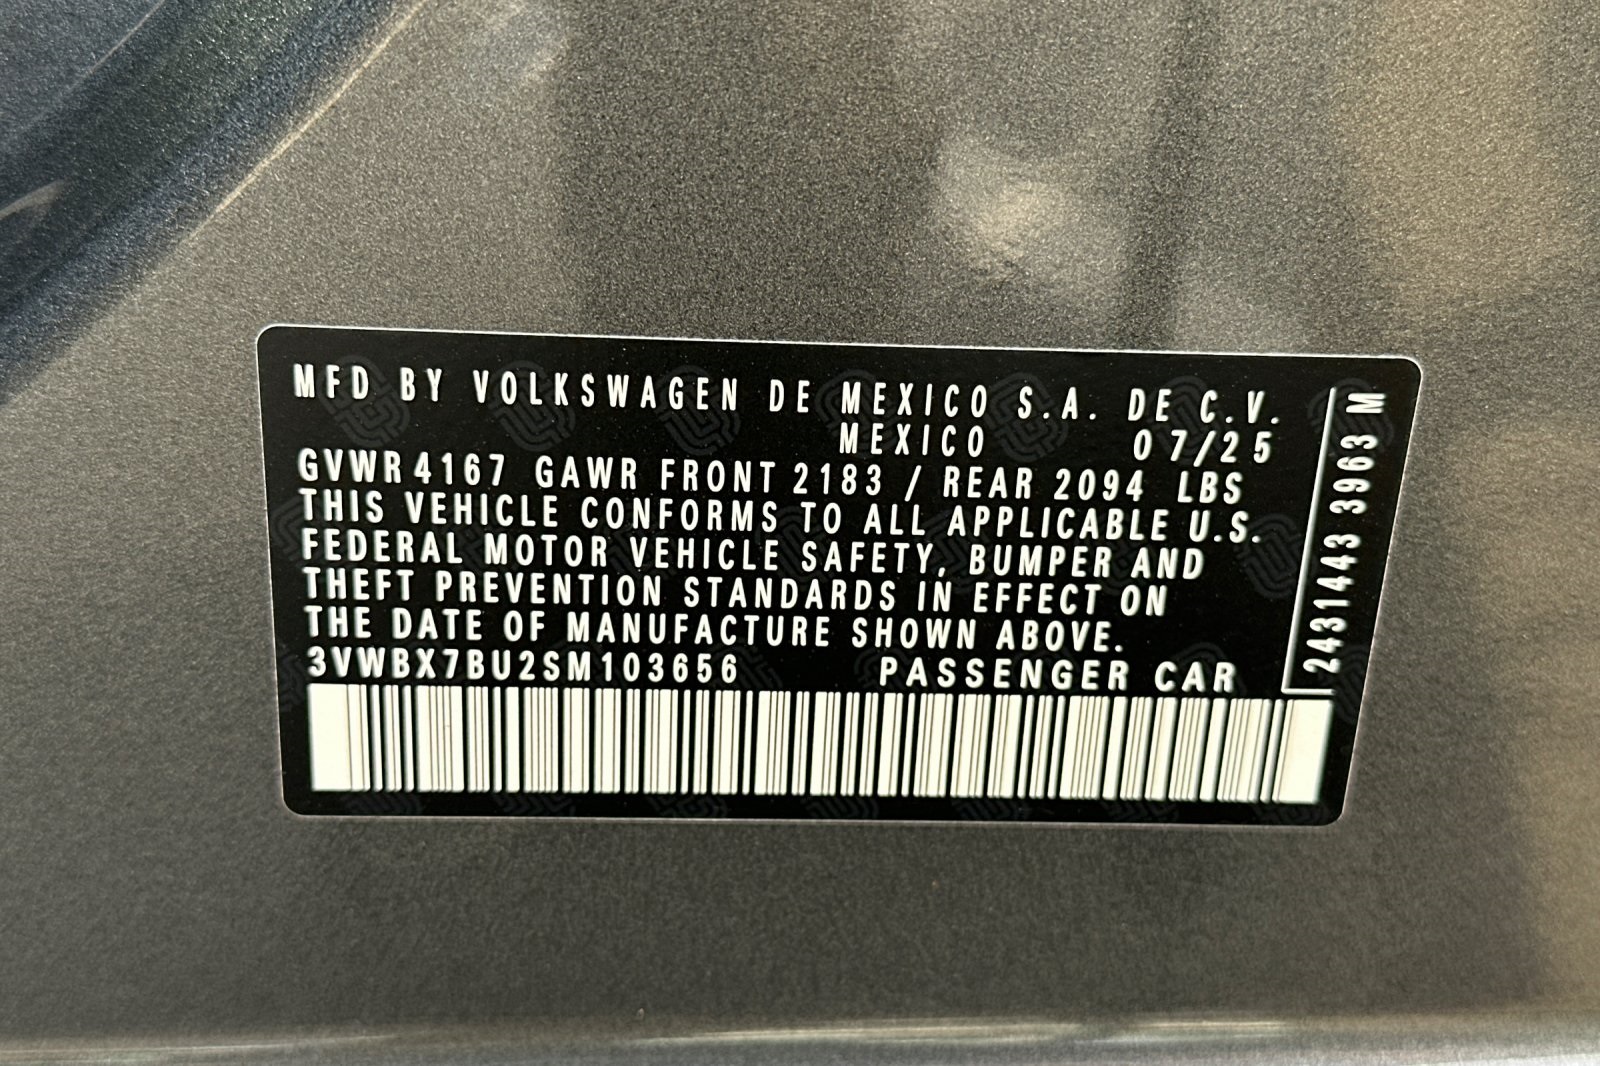 MFD BY VOLKSWAGEN DE MEXICO S.A. DE C.V.
MEXICO 07/25
GVWR 4167 GAWR FRONT 2183 / REAR 2094 LBS
THIS VEHICLE CONFORMS TO ALL APPLICABLE U.S.
FEDERAL MOTOR VEHICLE SAFETY, BUMPER AND
THEFT PREVENTION STANDARDS IN EFFECT ON
THE DATE OF MANUFACTURE SHOWN ABOVE.
3VWBX7BU2SM103656 PASSENGER CAR
2431443 3963 M